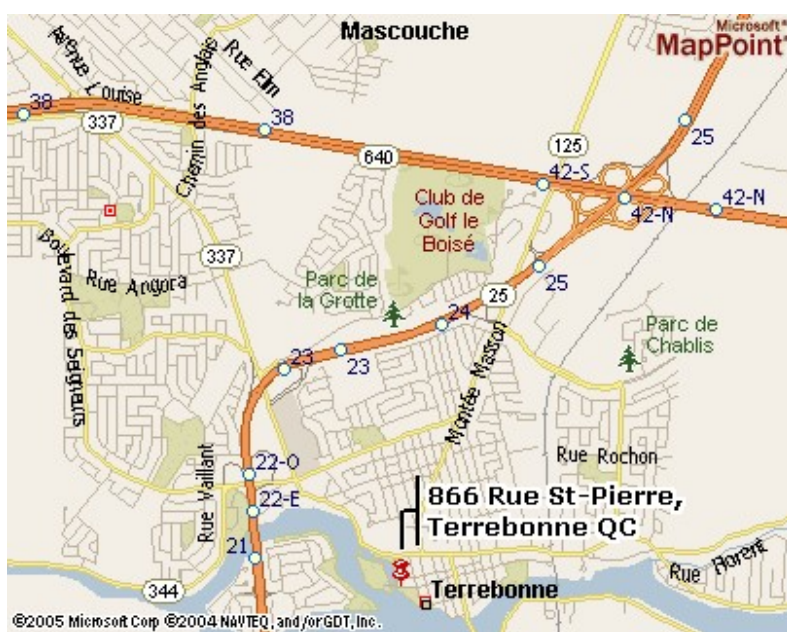 Mascouche
Microsoft®
MapPoint®
Avenue Louise
Rue Elm
Chemin des Anglais
38
337
38
125
25
640
42-S
42-N
42-N
Club de
Golf le
Boisé
337
Boulevard des Seigneurs
Rue Angora
Parc de
la Grotte
25
25
24
Parc de
Chablis
23
23
Montée Masson
Rue Rochon
22-O
Rue Vaillant
22-E
866 Rue St-Pierre,
Terrebonne QC
21
344
Terrebonne
Rue Florent
©2005 Microsoft Corp ©2004 NAVTEQ, and/or GDT, Inc.